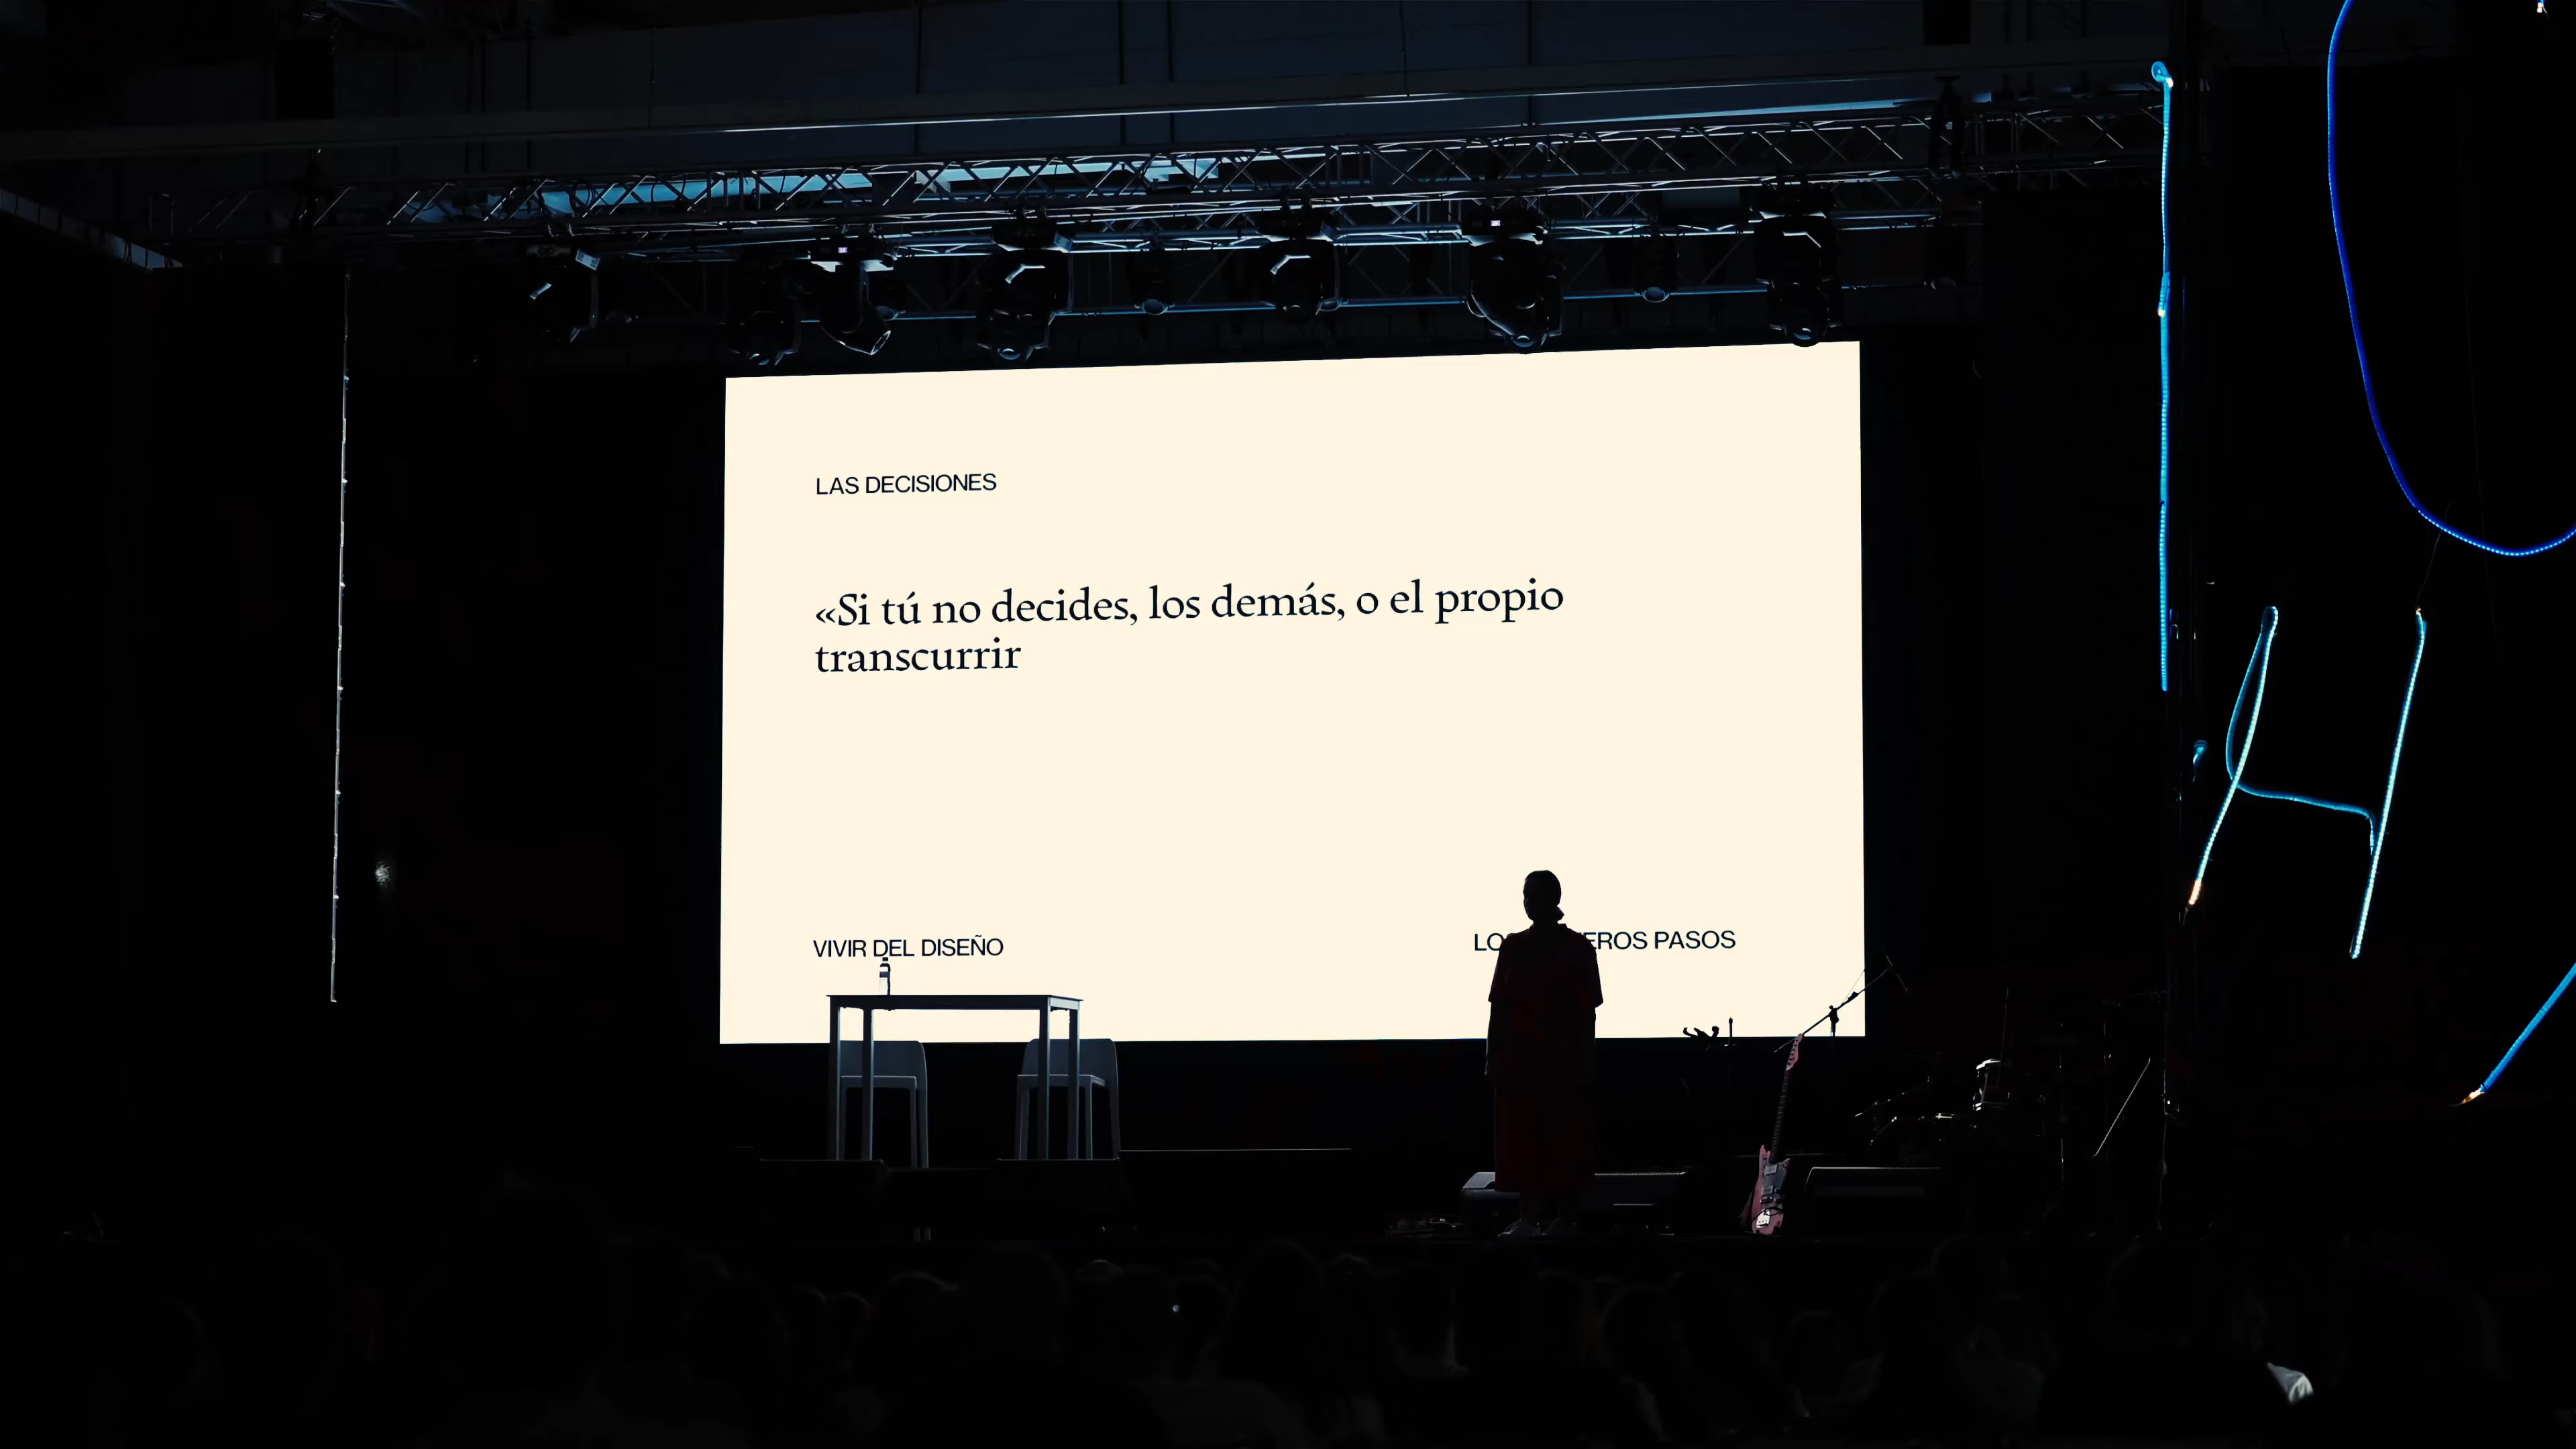 LAS DECISIONES
«Si tú no decides, los demás, o el propio
transcurrir
VIVIR DEL DISEÑO
PASOS